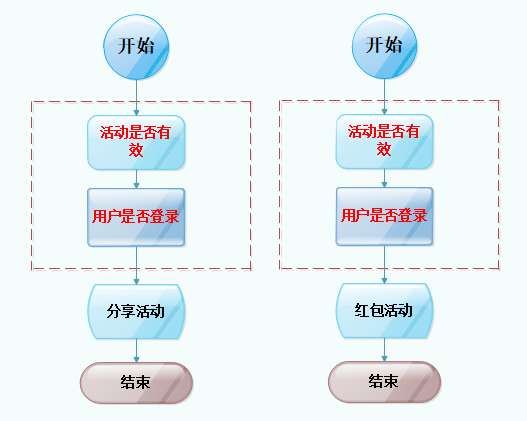 开始
活动是否有
效
用户是否登录
分享活动
结束
开始
活动是否有
效
用户是否登录
红包活动
结束